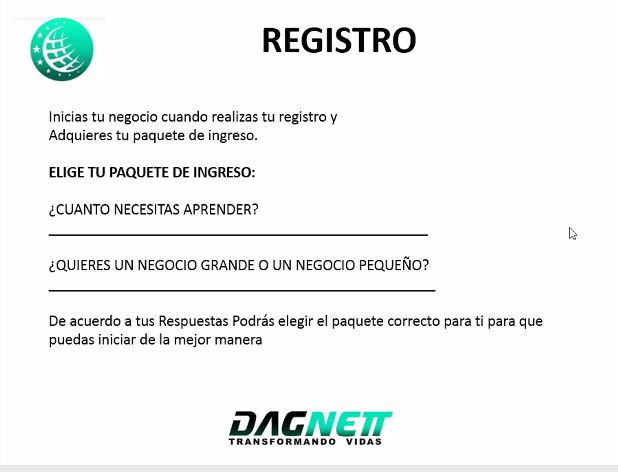 REGISTRO
Inicias tu negocio cuando realizas tu registro y
Adquieres tu paquete de ingreso.
ELIGE TU PAQUETE DE INGRESO:
¿CUANTO NECESITAS APRENDER?
¿QUIERES UN NEGOCIO GRANDE O UN NEGOCIO PEQUEÑO?
De acuerdo a tus Respuestas Podrás elegir el paquete correcto para ti para que
puedas iniciar de la mejor manera
DAGNETT
TRANSFORMANDO VIDAS